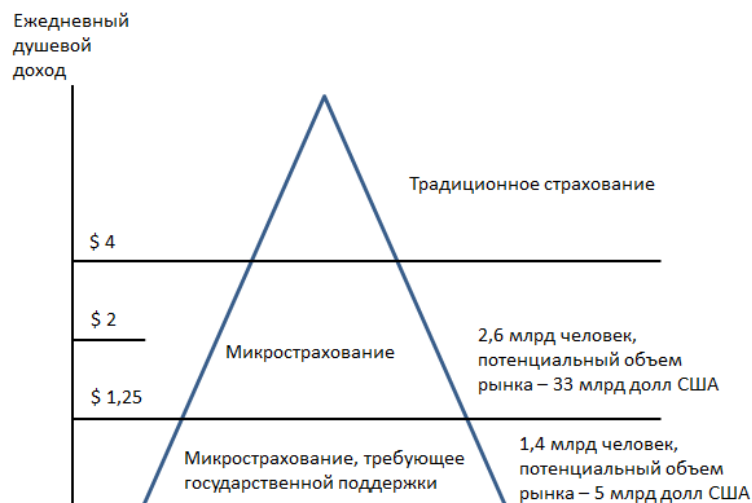 Ежедневный
душевой
доход
Традиционное страхование
$ 4
$ 2
Микрострахование
2,6 млрд человек,
потенциальный объем
рынка – 33 млрд долл США
$ 1,25
Микрострахование, требующее
государственной поддержки
1,4 млрд человек,
потенциальный объем
рынка – 5 млрд долл США